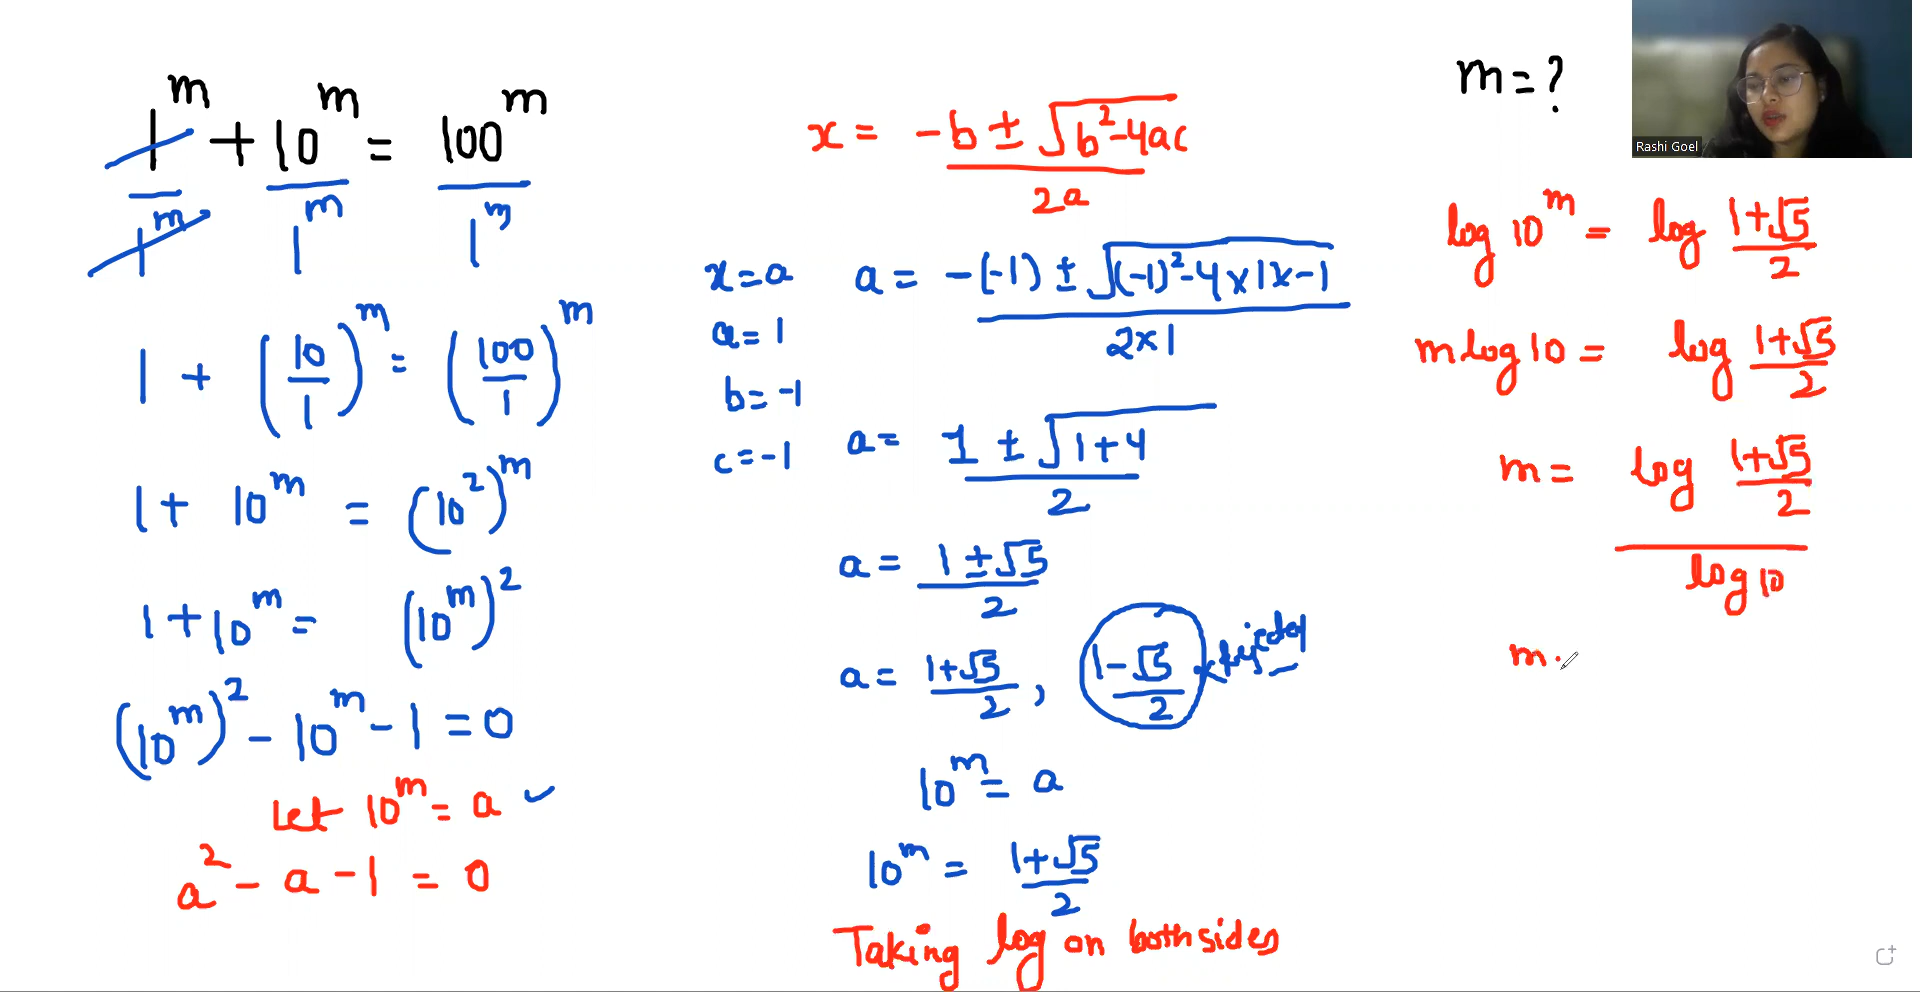 1^m + 10^m = 100^m
1^m 1^m 1^m
1 + (10/1)^m = (100/1)^m
1 + 10^m = (10^2)^m
1 + 10^m = (10^m)^2
(10^m)^2 - 10^m - 1 = 0
Let 10^m = a ✓
a^2 - a - 1 = 0
x = -b ± √(b^2-4ac) / 2a
x = a
a = 1
b = -1
c = -1
a = -(-1) ± √((-1)^2-4×1×-1) / 2×1
a = 1 ± √(1+4) / 2
a = 1±√5 / 2
a = 1+√5 / 2 , 1-√5 / 2 rejected
10^m = a
10^m = 1+√5 / 2
Taking log on both sides
m = ?
Rashi Goel
log 10^m = log 1+√5 / 2
m log 10 = log 1+√5 / 2
m = log 1+√5 / 2 / log 10
m